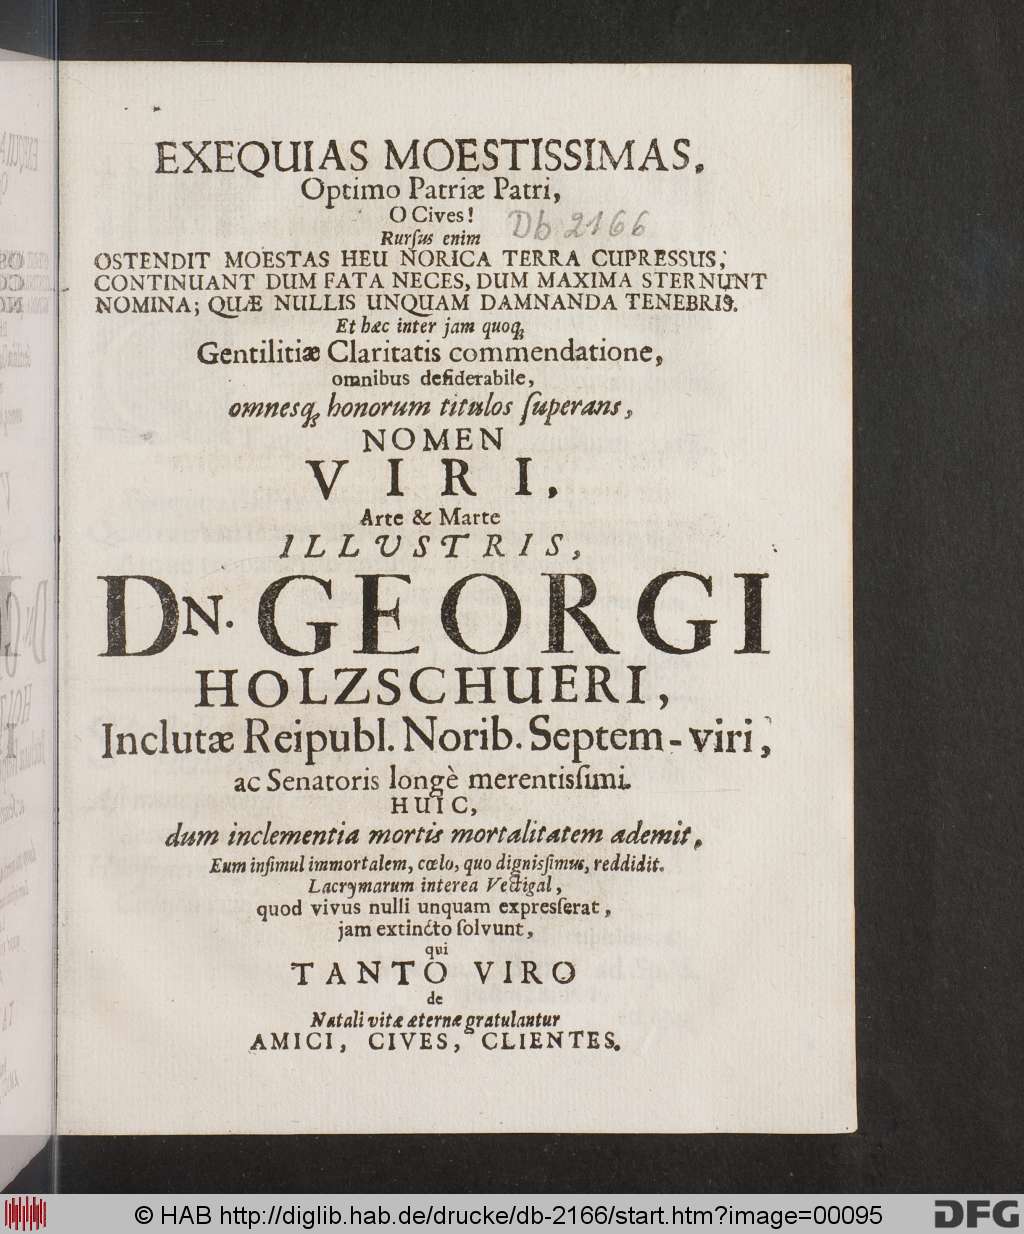 EXEQUIAS MOESTISSIMAS.
Optimo Patriæ Patri,
O Cives!
Db 2166
Rurſus enim
OSTENDIT MOESTAS HEU NORICA TERRA CUPRESSUS,
CONTINUANT DUM FATA NECES, DUM MAXIMA STERNUNT
NOMINA; QUÆ NULLIS UNQUAM DAMNANDA TENEBRIS.
Et hæc inter jam quoqꝫ
Gentilitiæ Claritatis commendatione,
omnibus deſiderabile,
omnesqꝫ honorum titulos ſuperans,
NOMEN
VIRI,
Arte & Marte
ILLUSTRIS,
DN. GEORGI
HOLZSCHUERI,
Inclutæ Reipubl. Norib. Septem-viri,
ac Senatoris longè merentisſimi.
HUIC,
dum inclementia mortis mortalitatem ademit,
Eum inſimul immortalem, cœlo, quo dignisſimus, reddidit.
Lacrymarum interea Vectigal,
quod vivus nulli unquam expresſerat,
jam extincto ſolvunt,
qui
TANTO VIRO
de
Natali vitæ æternæ gratulantur
AMICI, CIVES, CLIENTES.
© HAB http://diglib.hab.de/drucke/db-2166/start.htm?image=00095
DFG